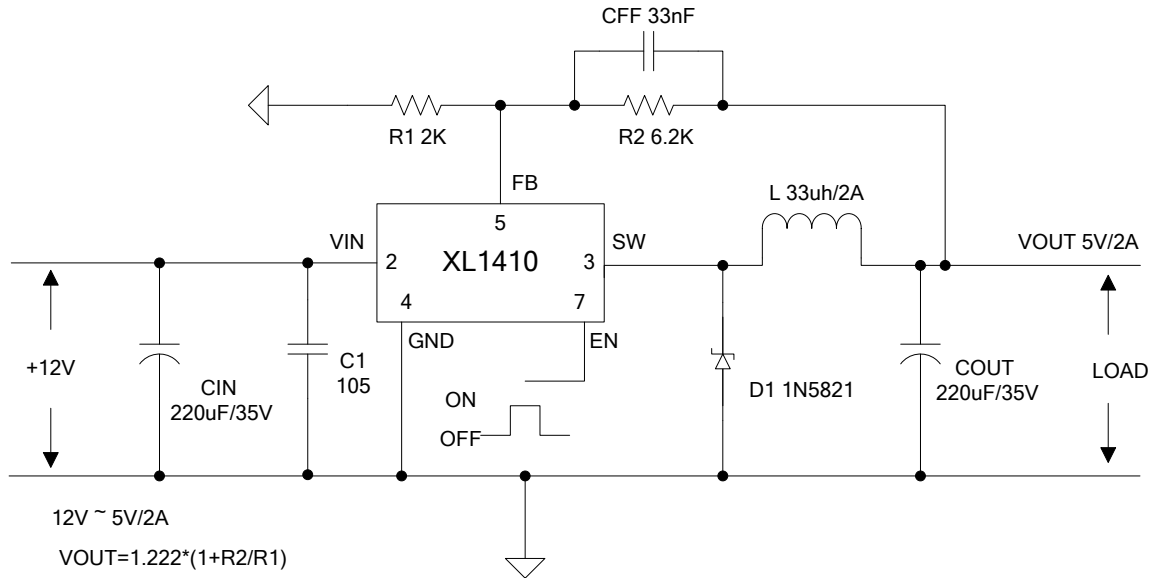 CFF 33nF
R1 2K
R2 6.2K
FB
L 33uh/2A
5
VIN
SW
VOUT 5V/2A
2
XL1410
3
4
7
GND
EN
+12V
C1
105
CIN
220uF/35V
ON
OFF
D1 1N5821
COUT
220uF/35V
LOAD
12V ~ 5V/2A
VOUT=1.222*(1+R2/R1)